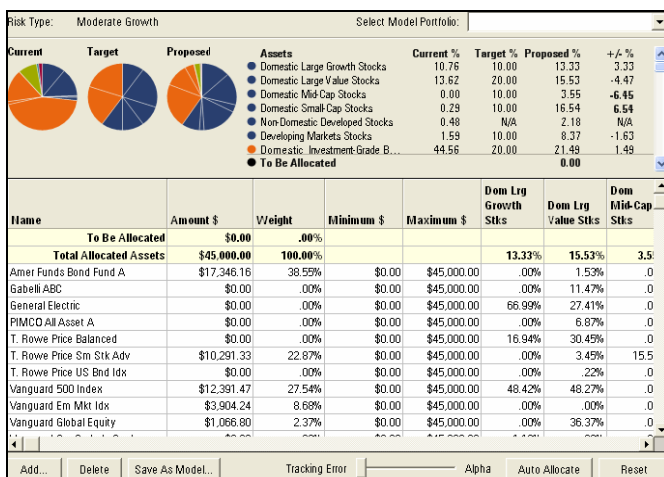 Risk Type: Moderate Growth Select Model Portfolio:
Current Target Proposed
Assets Current % Target % Proposed % +/- %
Domestic Large Growth Stocks 10.76 10.00 13.33 3.33
Domestic Large Value Stocks 13.62 20.00 15.53 -4.47
Domestic Mid-Cap Stocks 0.00 10.00 3.55 -6.45
Domestic Small-Cap Stocks 0.29 10.00 16.54 6.54
Non-Domestic Developed Stocks 0.48 N/A 2.18 N/A
Developing Markets Stocks 1.59 10.00 8.37 -1.63
Domestic Investment-Grade B... 44.56 20.00 21.49 1.49
To Be Allocated 0.00
Name Amount $ Weight Minimum $ Maximum $ Dom Lrg Growth Stks Dom Lrg Value Stks Dom Mid-Cap Stks
To Be Allocated $0.00 .00%
Total Allocated Assets $45,000.00 100.00% 13.33% 15.53% 3.5
Amer Funds Bond Fund A $17,346.16 38.55% $0.00 $45,000.00 .00% 1.53% .0
Gabelli ABC $0.00 .00% $0.00 $45,000.00 .00% 11.47% .0
General Electric $0.00 .00% $0.00 $45,000.00 66.99% 27.41% .0
PIMCO All Asset A $0.00 .00% $0.00 $45,000.00 .00% 6.87% .0
T. Rowe Price Balanced $0.00 .00% $0.00 $45,000.00 16.94% 30.45% .0
T. Rowe Price Sm Stk Adv $10,291.33 22.87% $0.00 $45,000.00 .00% 3.45% 15.5
T. Rowe Price US Bnd Idx $0.00 .00% $0.00 $45,000.00 .00% .22% .0
Vanguard 500 Index $12,391.47 27.54% $0.00 $45,000.00 48.42% 48.27% .0
Vanguard Em Mkt Idx $3,904.24 8.68% $0.00 $45,000.00 .00% .00% .0
Vanguard Global Equity $1,066.80 2.37% $0.00 $45,000.00 .00% 36.37% .0
Add... Delete Save As Model... Tracking Error Alpha Auto Allocate Reset